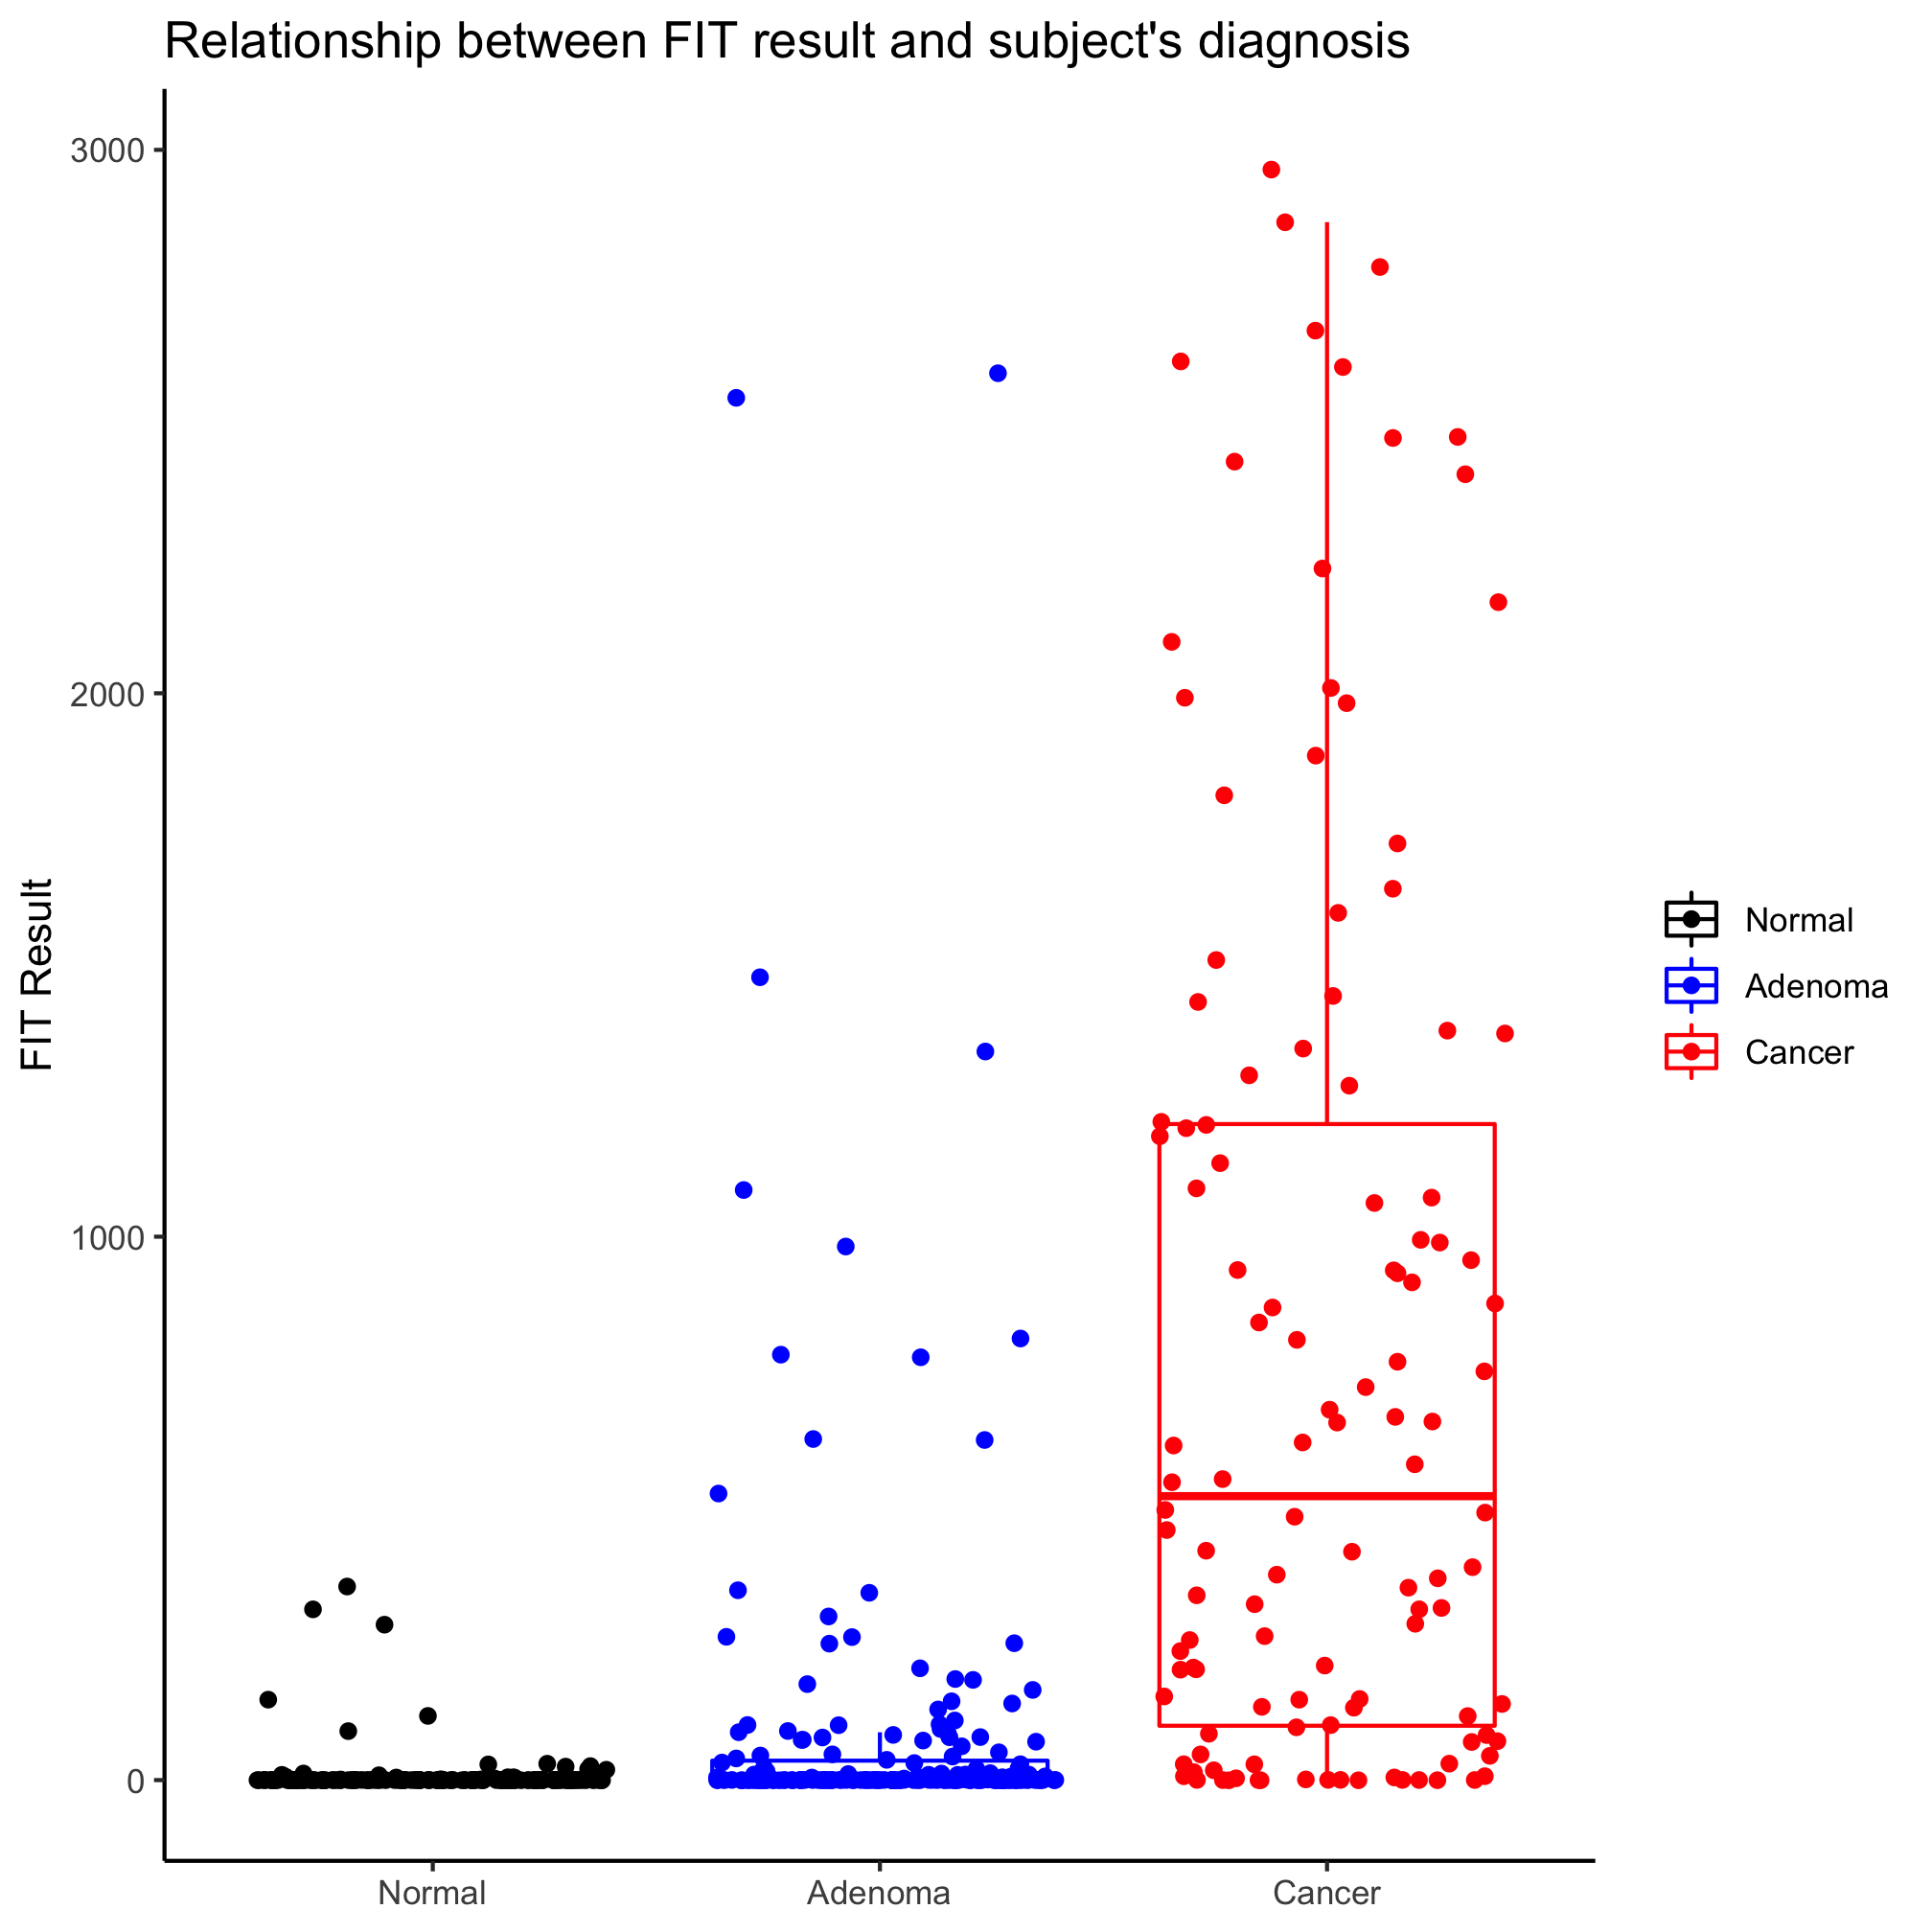 Relationship between FIT result and subject's diagnosis
3000
2000
1000
0
FIT Result
Normal
Adenoma
Cancer
Normal
Adenoma
Cancer